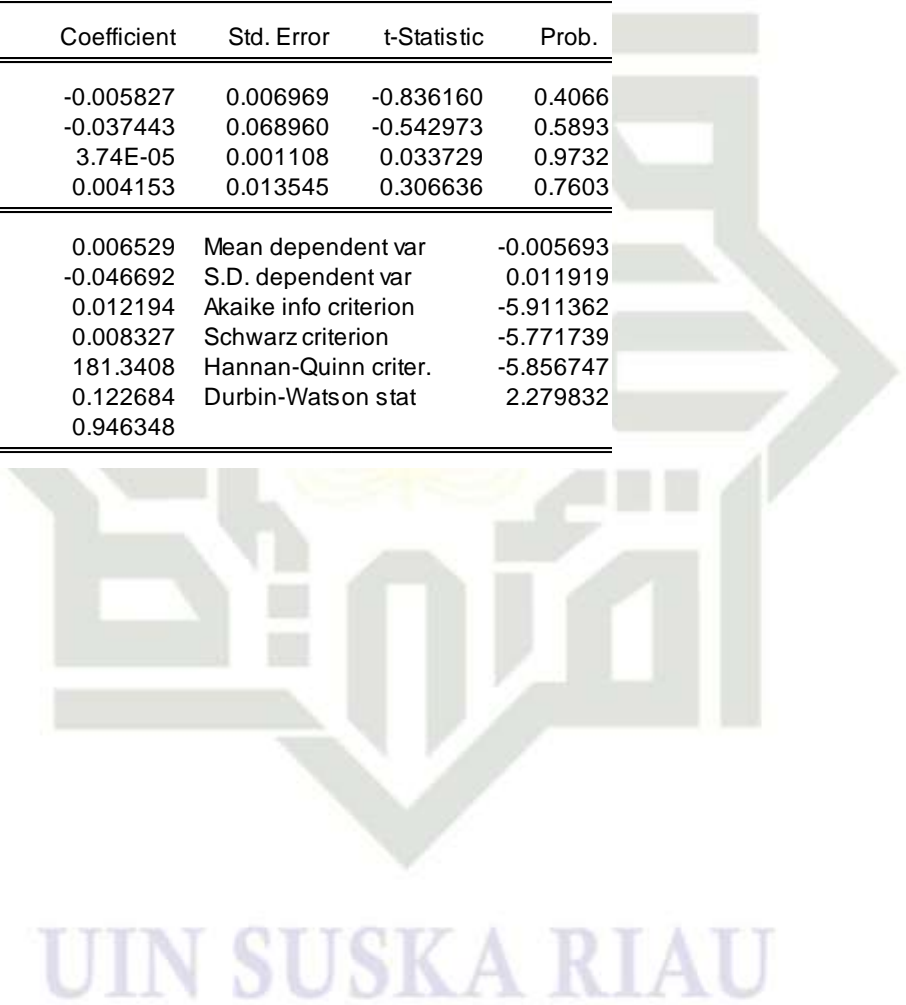 Coefficient Std. Error t-Statistic Prob.
-0.005827 0.006969 -0.836160 0.4066
-0.037443 0.068960 -0.542973 0.5893
3.74E-05 0.001108 0.033729 0.9732
0.004153 0.013545 0.306636 0.7603
0.006529 Mean dependent var -0.005693
-0.046692 S.D. dependent var 0.011919
0.012194 Akaike info criterion -5.911362
0.008327 Schwarz criterion -5.771739
181.3408 Hannan-Quinn criter. -5.856747
0.122684 Durbin-Watson stat 2.279832
0.946348
UIN SUSKA RIAU